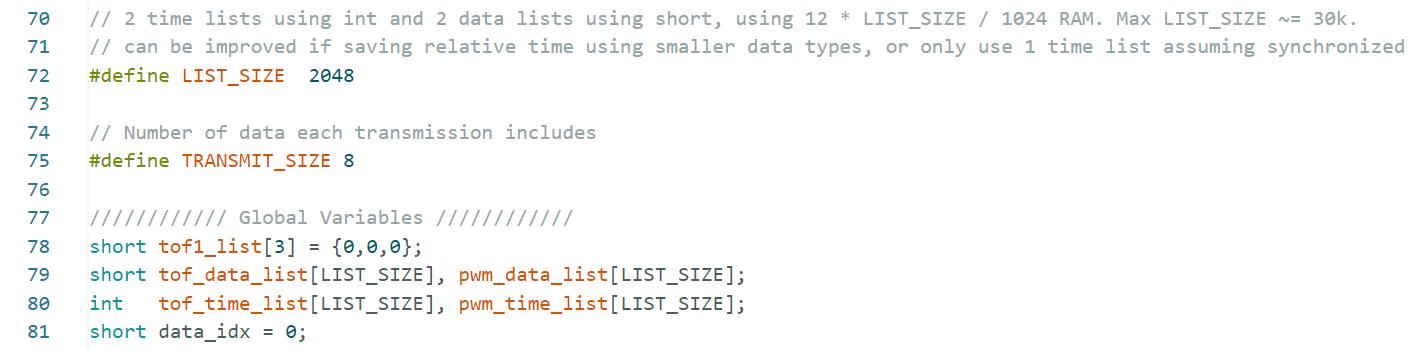 70 // 2 time lists using int and 2 data lists using short, using 12 * LIST_SIZE / 1024 RAM. Max LIST_SIZE ~= 30k.
71 // can be improved if saving relative time using smaller data types, or only use 1 time list assuming synchronized
72 #define LIST_SIZE  2048
73
74 // Number of data each transmission includes
75 #define TRANSMIT_SIZE 8
76
77 //////////// Global Variables ////////////
78 short tof1_list[3] = {0,0,0};
79 short tof_data_list[LIST_SIZE], pwm_data_list[LIST_SIZE];
80 int   tof_time_list[LIST_SIZE], pwm_time_list[LIST_SIZE];
81 short data_idx = 0;